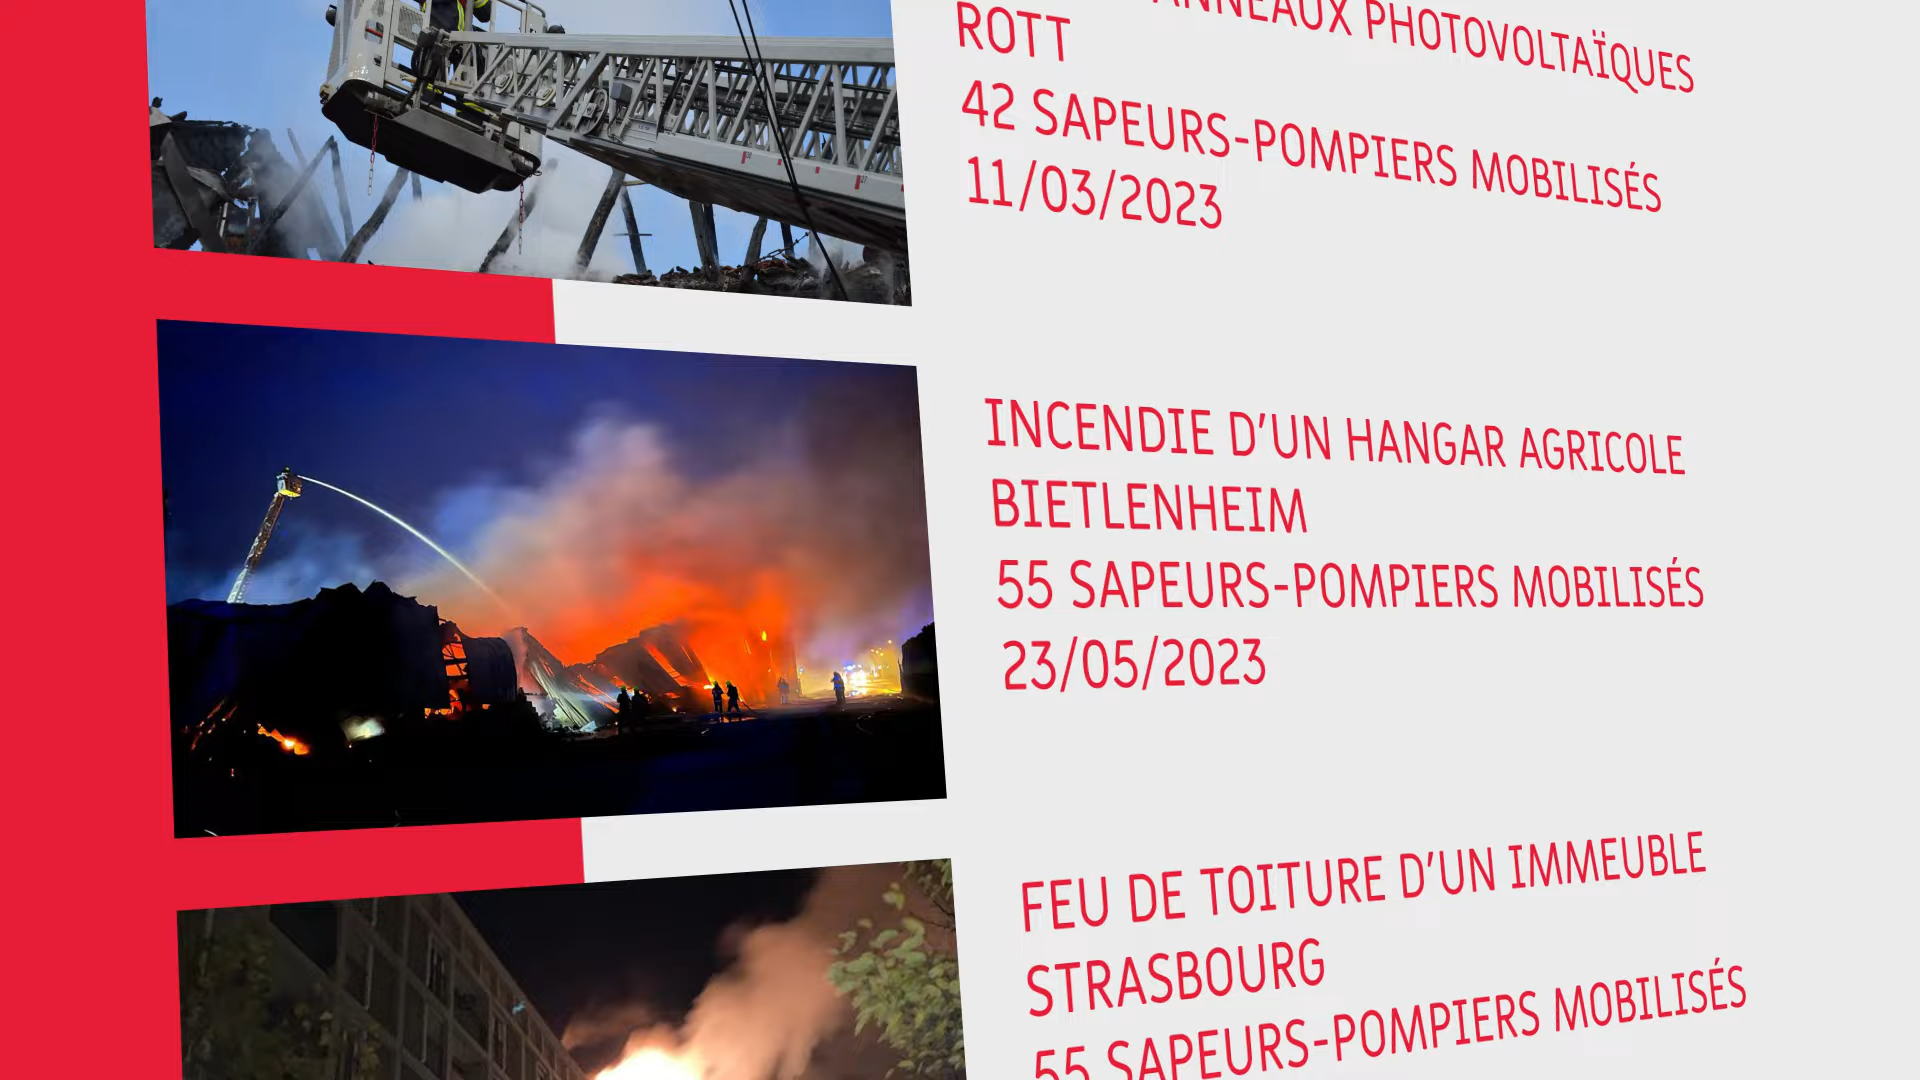 PHOTOVOLTAÏQUES
ROTT
42 SAPEURS-POMPIERS MOBILISÉS
11/03/2023
INCENDIE D'UN HANGAR AGRICOLE
BIETLENHEIM
55 SAPEURS-POMPIERS MOBILISÉS
23/05/2023
FEU DE TOITURE D'UN IMMEUBLE
STRASBOURG
55 SAPEURS-POMPIERS MOBILISÉS